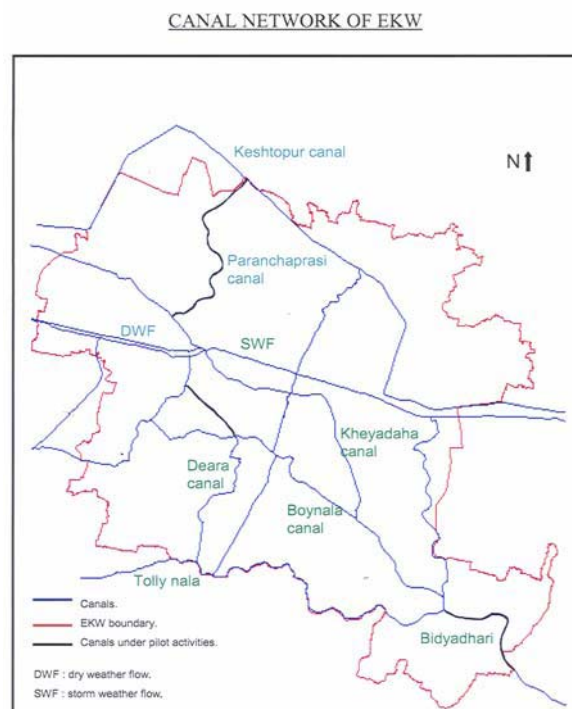 CANAL NETWORK OF EKW
Keshtopur canal
N
Paranchaprasi
canal
DWF
SWF
Kheyadaha
canal
Deara
canal
Boynala
canal
Tolly nala
Bidyadhari
Canals.
EKW boundary.
Canals under pilot activities.
DWF : dry weather flow.
SWF : storm weather flow.